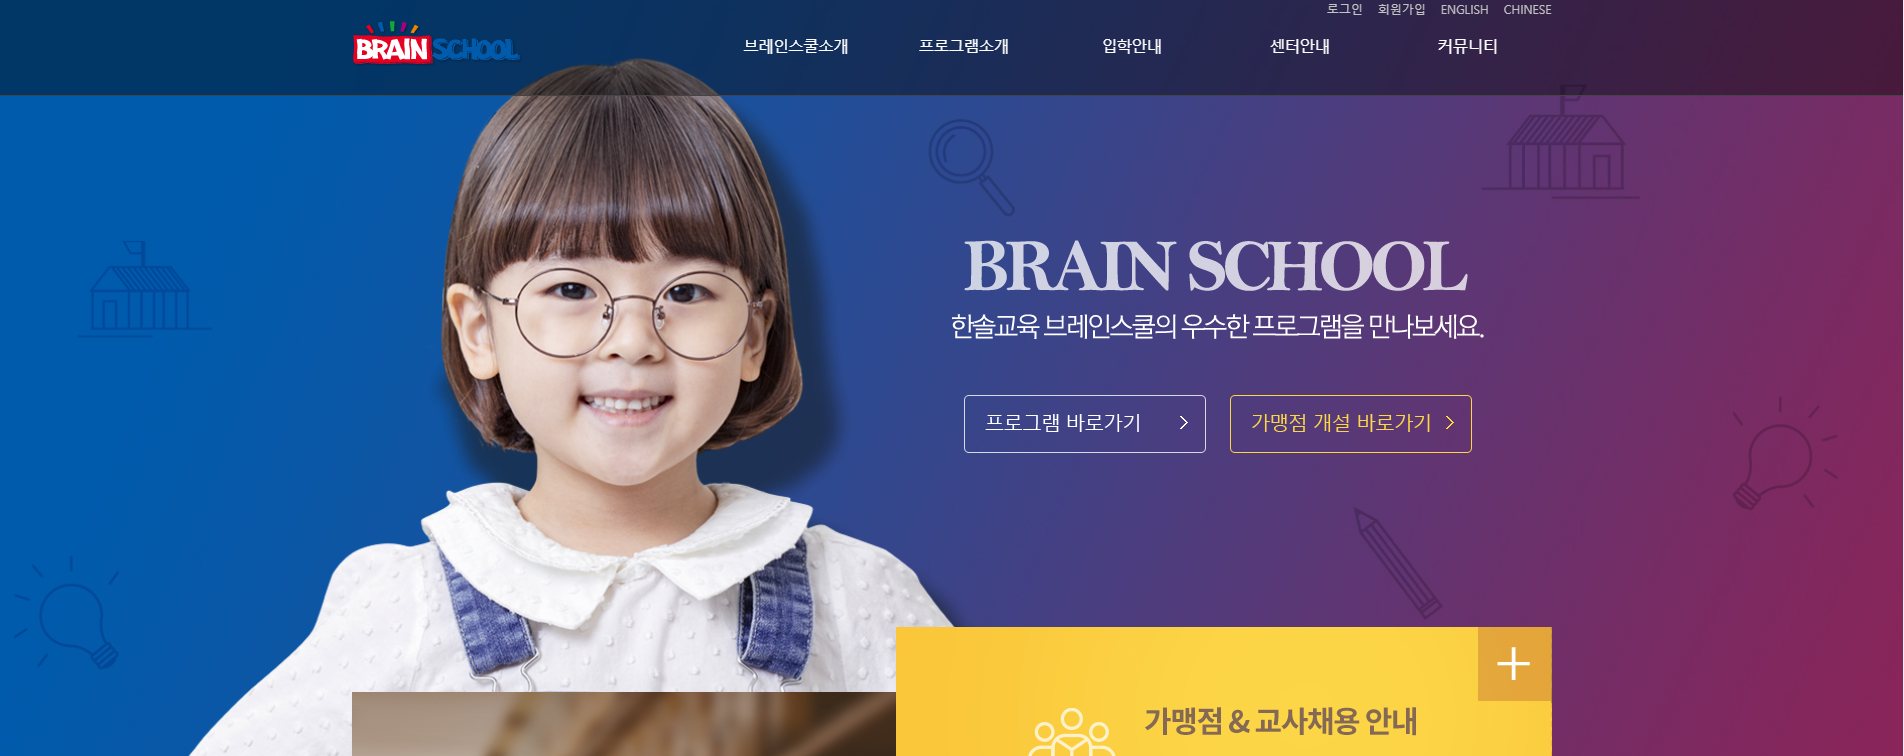 로그인 회원가입 ENGLISH CHINESE
BRAIN SCHOOL
브레인스쿨소개 프로그램소개 입학안내 센터안내 커뮤니티
BRAIN SCHOOL
한솔교육 브레인스쿨의 우수한 프로그램을 만나보세요.
프로그램 바로가기
가맹점 개설 바로가기
가맹점 & 교사채용 안내